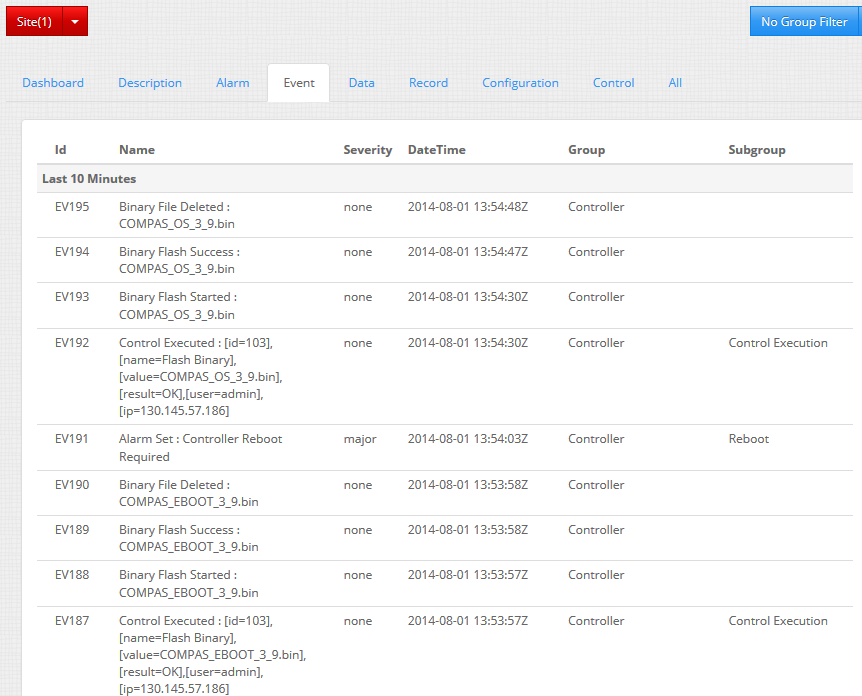 Site(1)
No Group Filter
Dashboard Description Alarm Event Data Record Configuration Control All
Id Name Severity DateTime Group Subgroup
Last 10 Minutes
EV195 Binary File Deleted : none 2014-08-01 13:54:48Z Controller
COMPAS_OS_3_9.bin
EV194 Binary Flash Success : none 2014-08-01 13:54:47Z Controller
COMPAS_OS_3_9.bin
EV193 Binary Flash Started : none 2014-08-01 13:54:30Z Controller
COMPAS_OS_3_9.bin
EV192 Control Executed : [id=103], none 2014-08-01 13:54:30Z Controller Control Execution
[name=Flash Binary],
[value=COMPAS_OS_3_9.bin],
[result=OK],[user=admin],
[ip=130.145.57.186]
EV191 Alarm Set : Controller Reboot major 2014-08-01 13:54:03Z Controller Reboot
Required
EV190 Binary File Deleted : none 2014-08-01 13:53:58Z Controller
COMPAS_EBOOT_3_9.bin
EV189 Binary Flash Success : none 2014-08-01 13:53:58Z Controller
COMPAS_EBOOT_3_9.bin
EV188 Binary Flash Started : none 2014-08-01 13:53:57Z Controller
COMPAS_EBOOT_3_9.bin
EV187 Control Executed : [id=103], none 2014-08-01 13:53:57Z Controller Control Execution
[name=Flash Binary],
[value=COMPAS_EBOOT_3_9.bin],
[result=OK],[user=admin],
[ip=130.145.57.186]